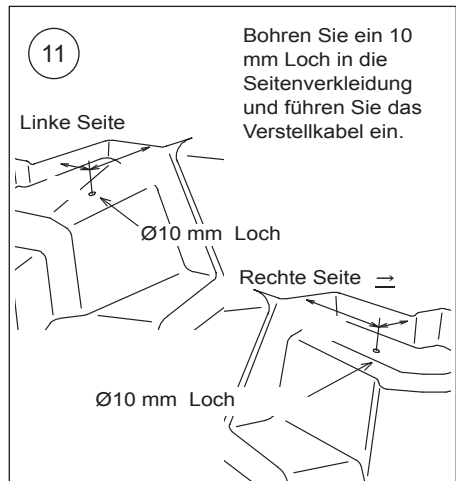 11
Bohren Sie ein 10
mm Loch in die
Seitenverkleidung
und führen Sie das
Verstellkabel ein.
Linke Seite
Ø10 mm Loch
Rechte Seite →
Ø10 mm Loch